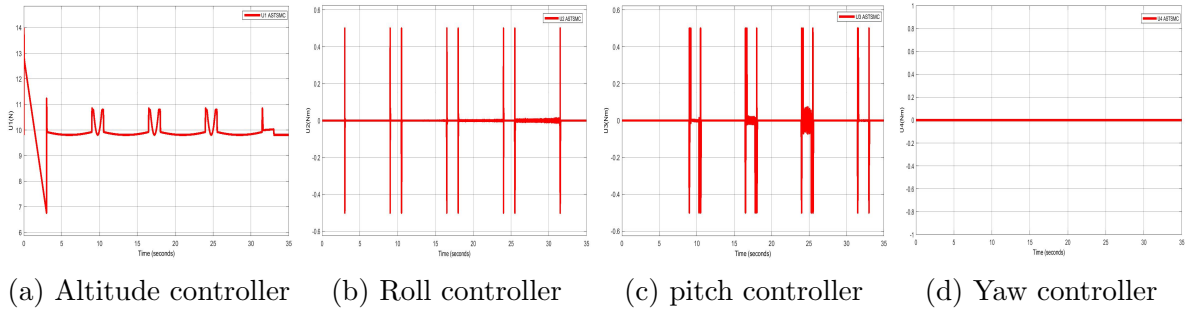 U1 ASTSMC
14
13
12
11
10
9
8
7
6
U1(N)
0 5 10 15 20 25 30 35
Time (seconds)
(a) Altitude controller
U2 ASTSMC
0.6
0.4
0.2
0
-0.2
-0.4
-0.6
U2(Nm)
0 5 10 15 20 25 30 35
Time (seconds)
(b) Roll controller
U3 ASTSMC
0.6
0.4
0.2
0
-0.2
-0.4
-0.6
U3(Nm)
0 5 10 15 20 25 30 35
Time (seconds)
(c) pitch controller
U4 ASTSMC
1
0.8
0.6
0.4
0.2
0
-0.2
-0.4
-0.6
-0.8
-1
U4(Nm)
0 5 10 15 20 25 30 35
Time (seconds)
(d) Yaw controller